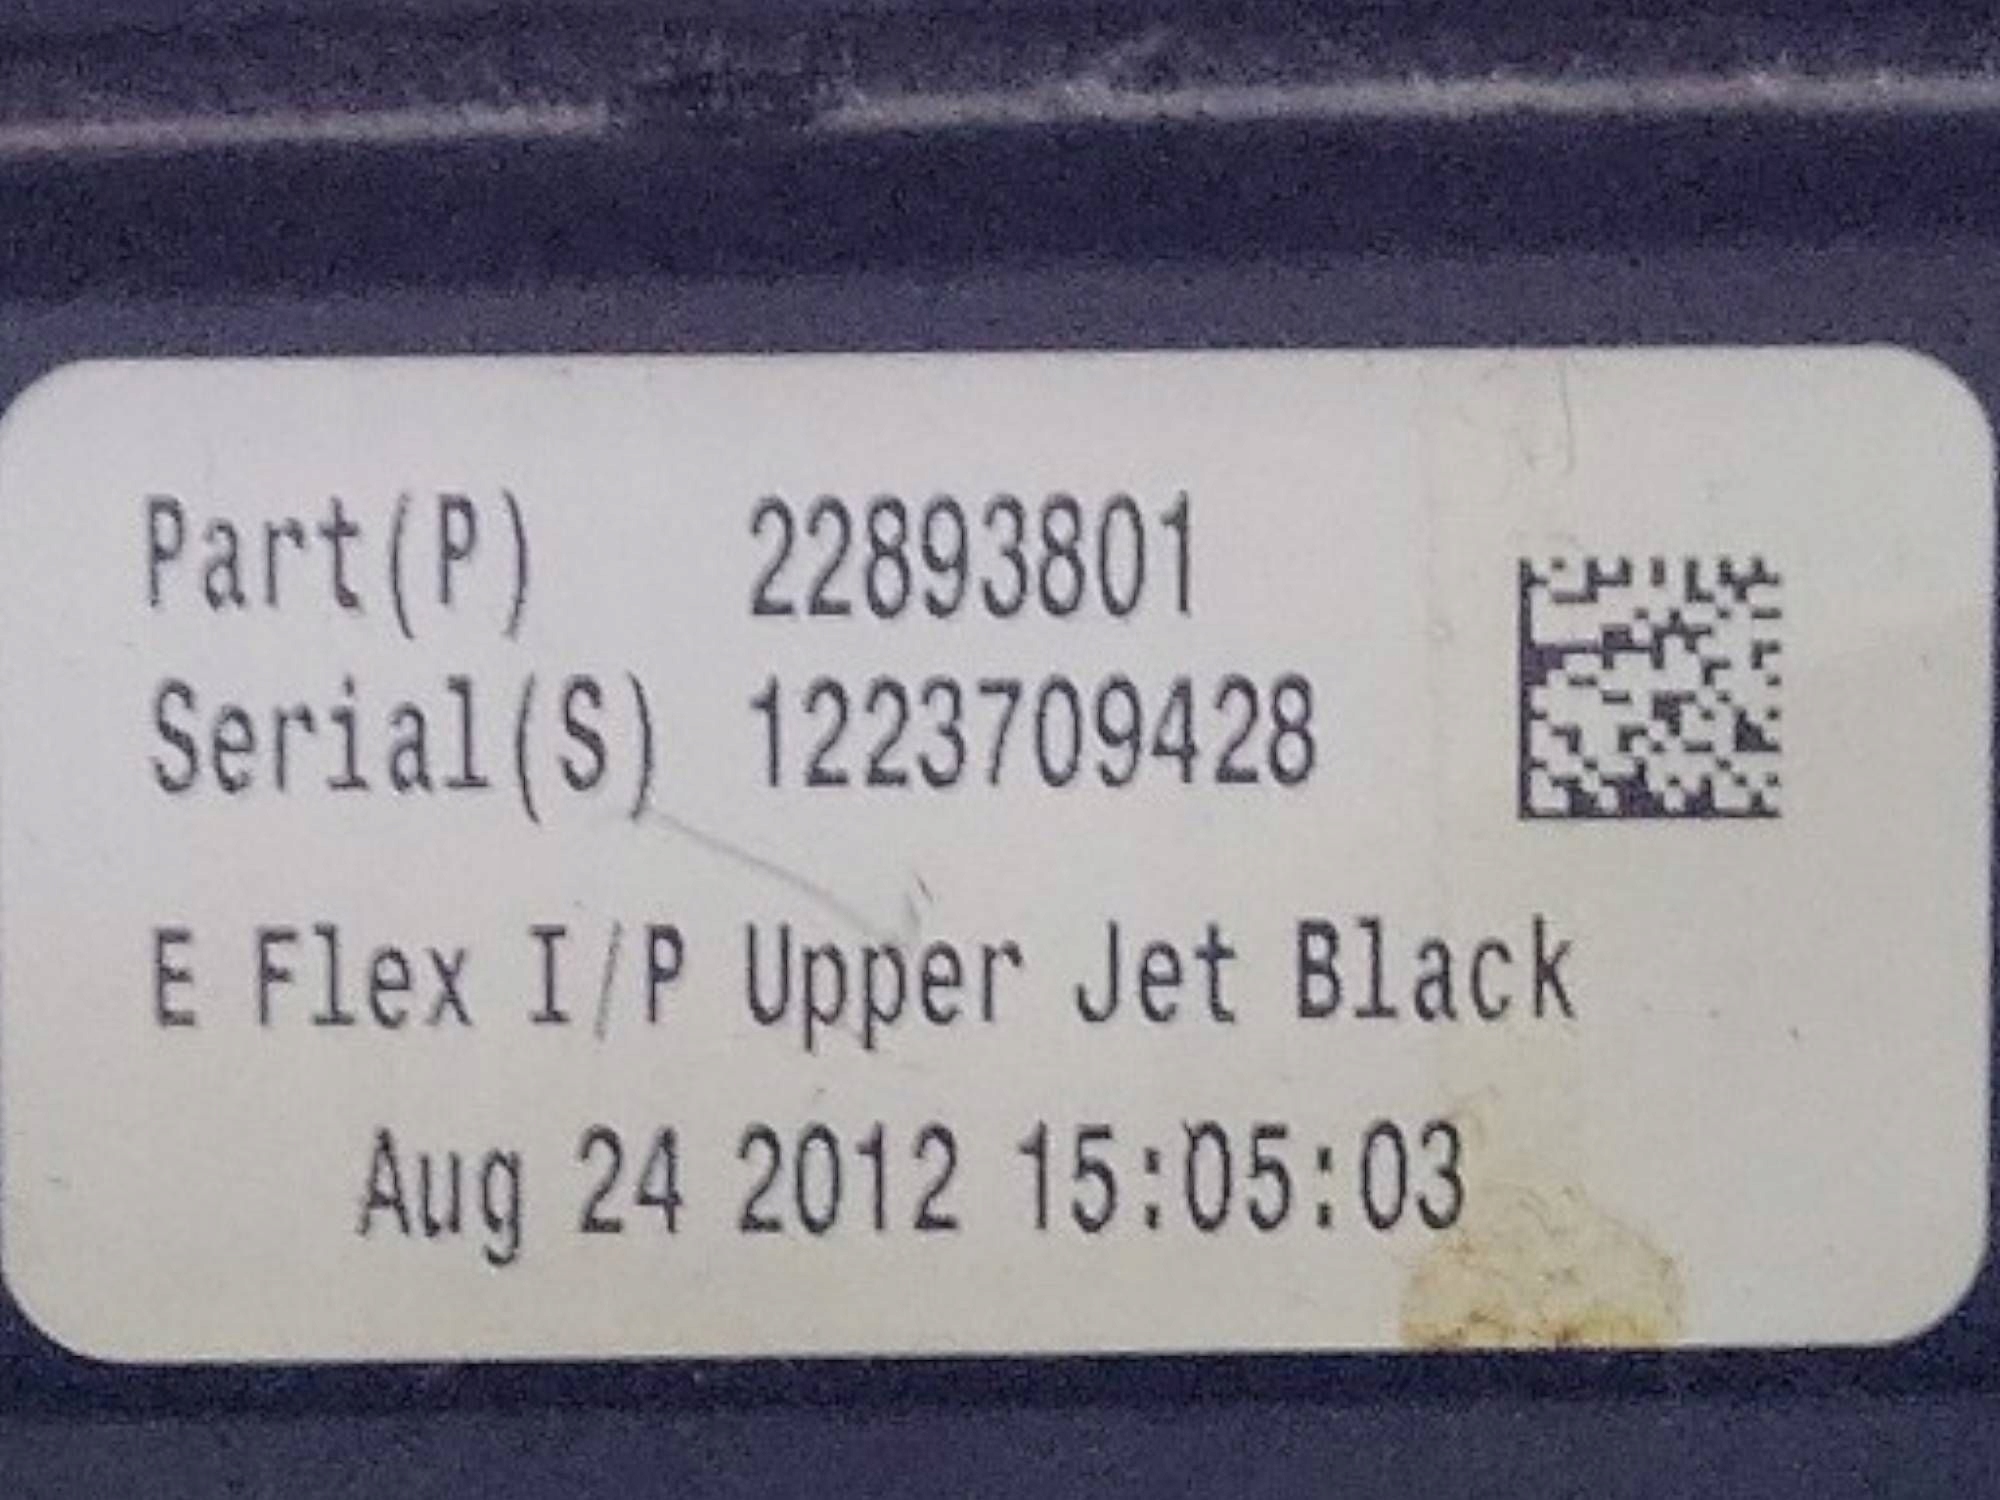 Part(P) 22893801
Serial(S) 1223709428
E Flex I/P Upper Jet Black
Aug 24 2012 15:05:03